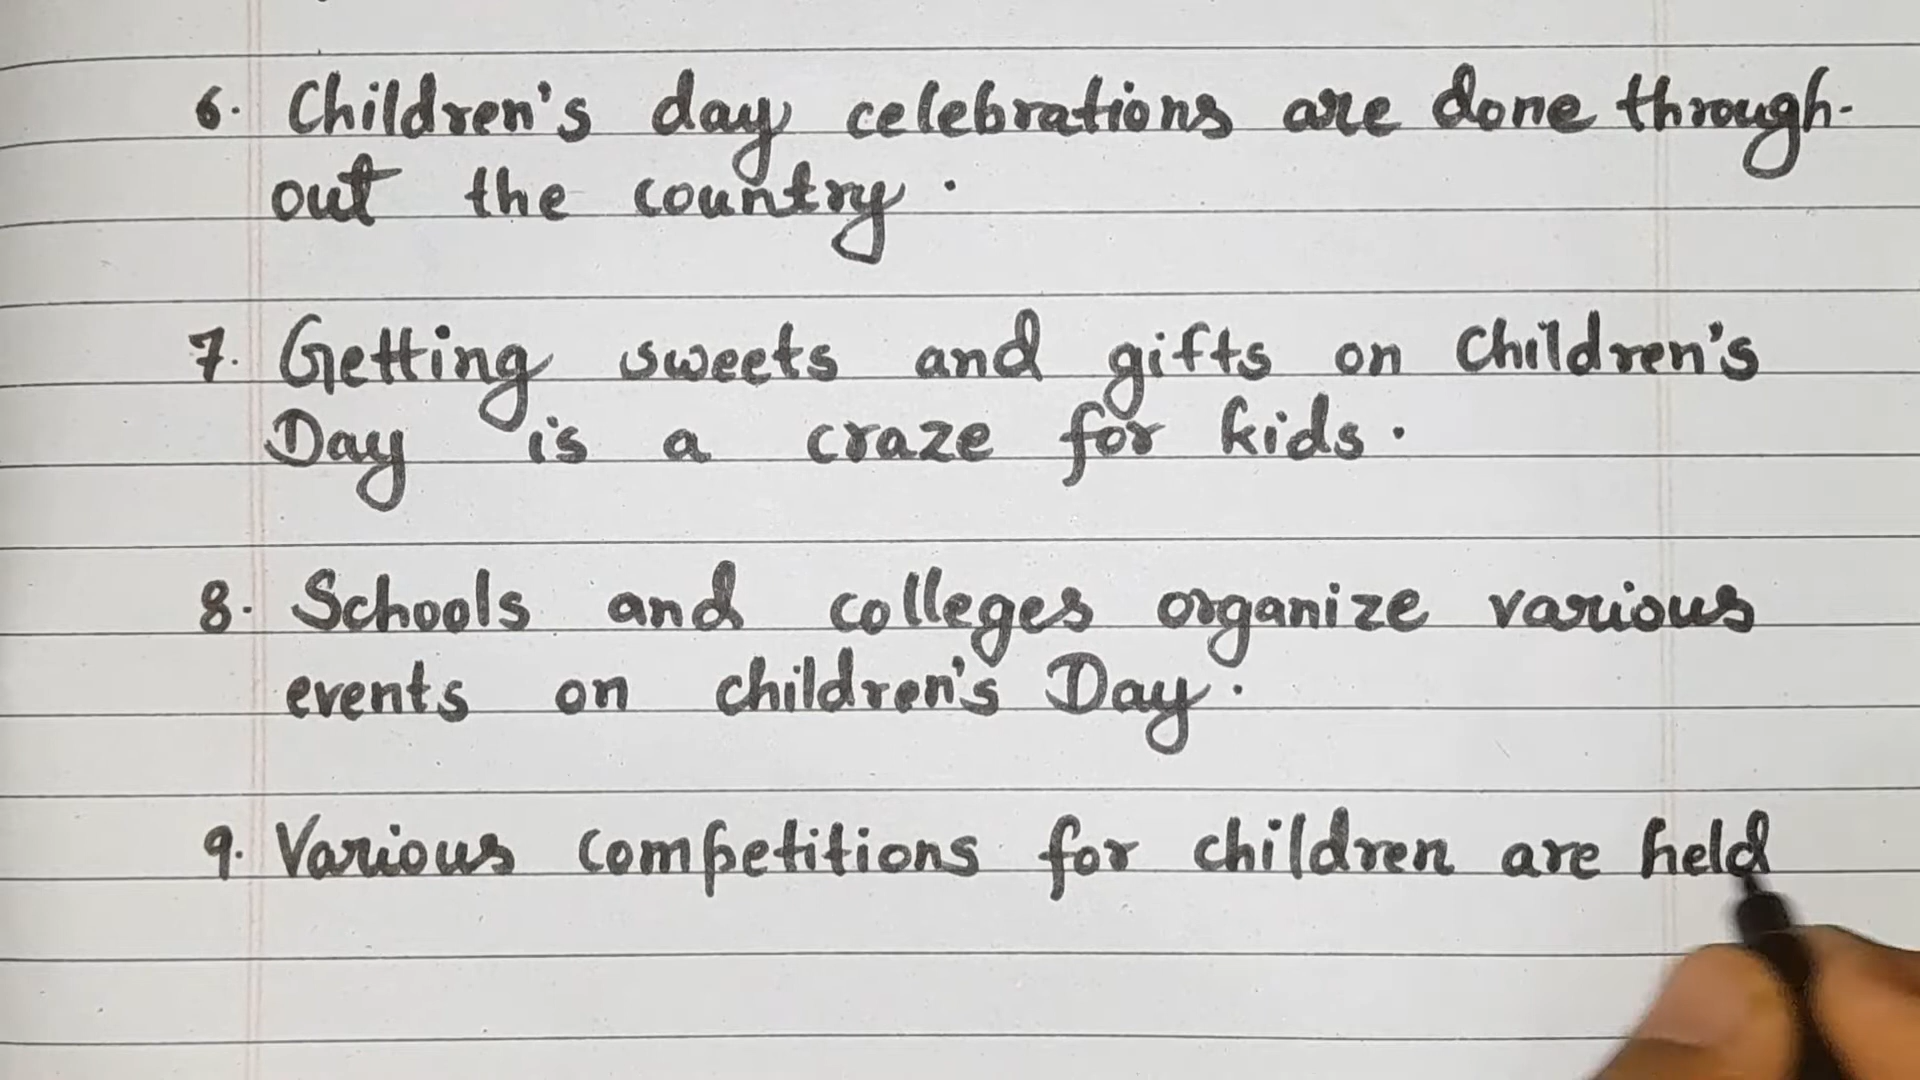 6. Children's day celebrations are done through-
out the country.
7. Getting sweets and gifts on Children's
Day is a craze for kids.
8. Schools and colleges organize various
events on children's Day.
9. Various competitions for children are held